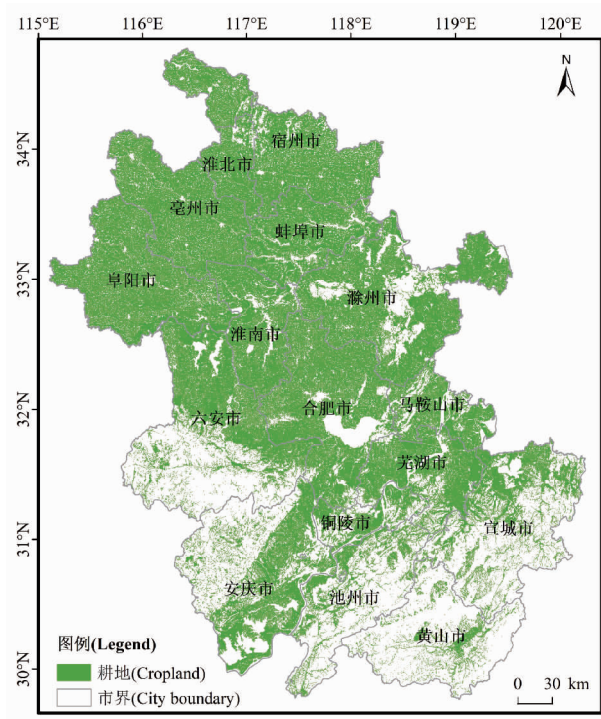 115°E 116°E 117°E 118°E 119°E 120°E
N
34°N
33°N
32°N
31°N
30°N
宿州市
淮北市
亳州市
蚌埠市
阜阳市
滁州市
淮南市
六安市
合肥市
马鞍山市
芜湖市
铜陵市
宣城市
安庆市
池州市
黄山市
图例(Legend)
耕地(Cropland)
市界(City boundary)
0 30 km